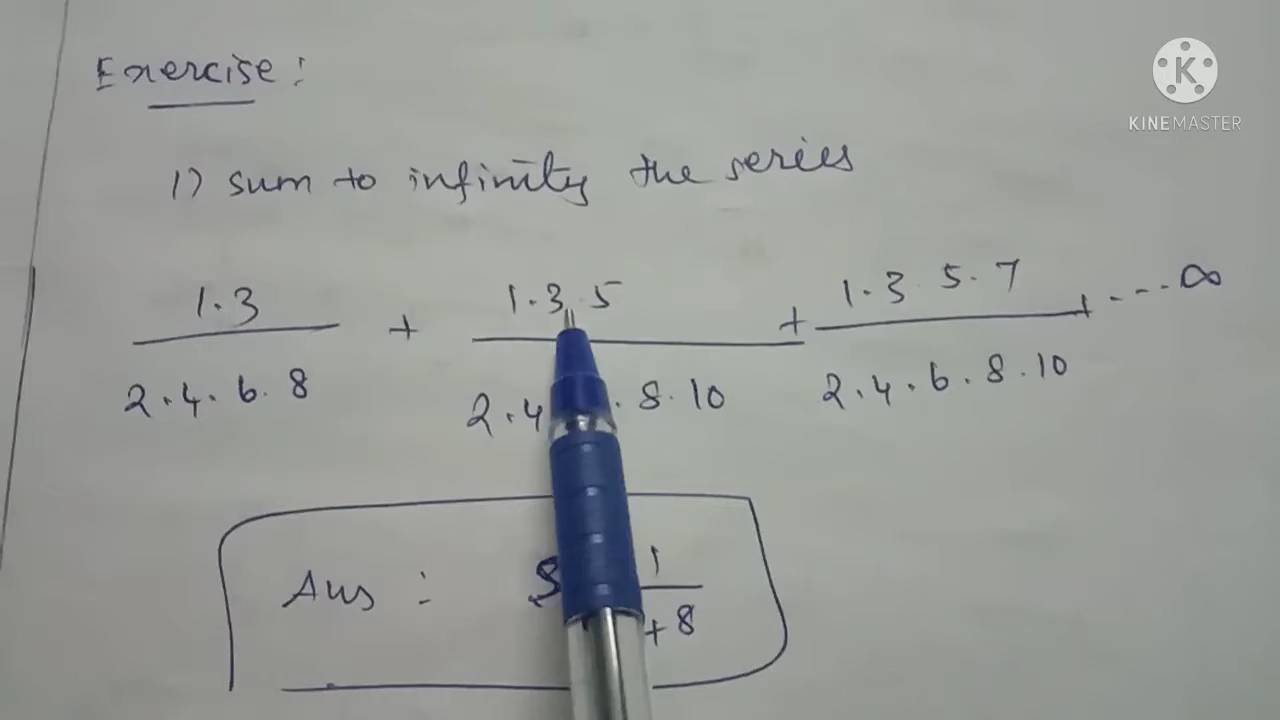 Exercise:
KINEMASTER
1) sum to infinity the series
1.3 / 2.4.6.8 + 1.3.5 / 2.4 . 8.10 + 1.3 5.7 / 2.4.6.8.10 + ... ∞
Ans : S 1 / +8